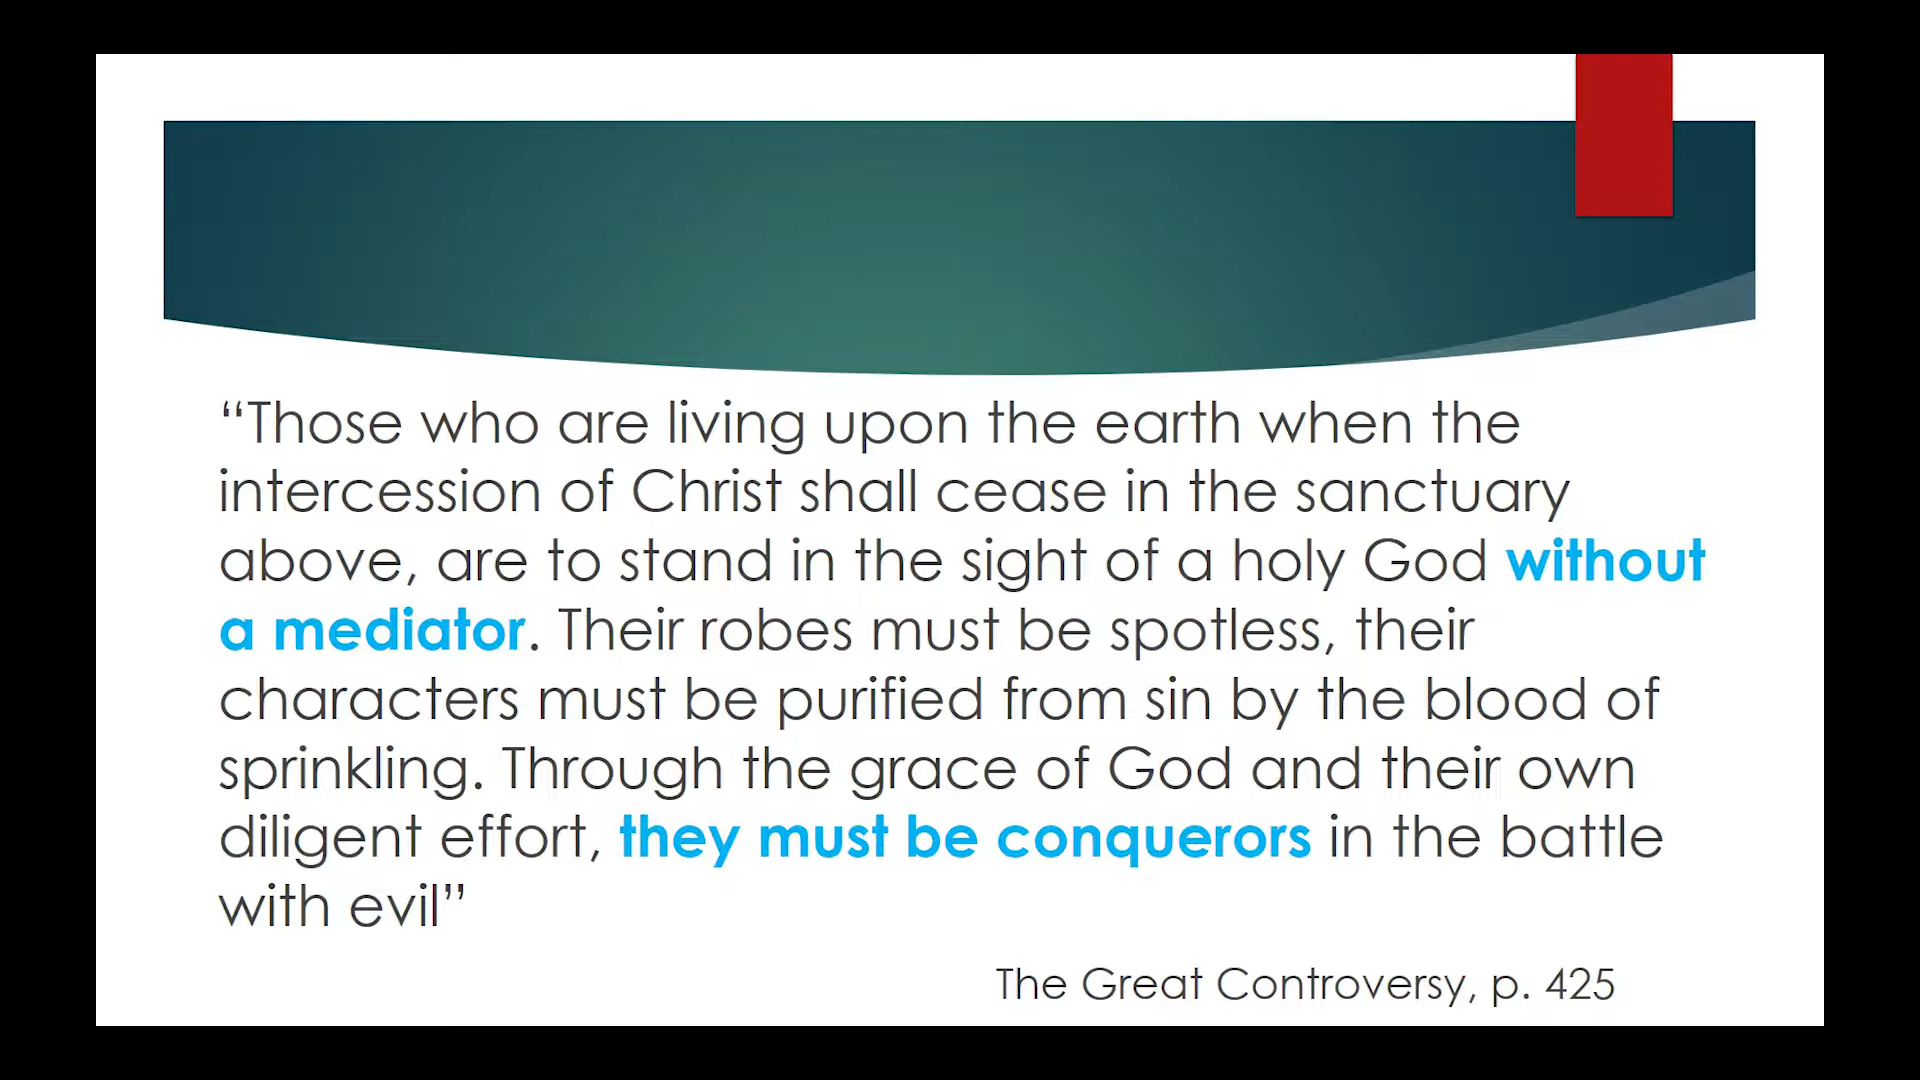 “Those who are living upon the earth when the
intercession of Christ shall cease in the sanctuary
above, are to stand in the sight of a holy God without
a mediator. Their robes must be spotless, their
characters must be purified from sin by the blood of
sprinkling. Through the grace of God and their own
diligent effort, they must be conquerors in the battle
with evil”
The Great Controversy, p. 425